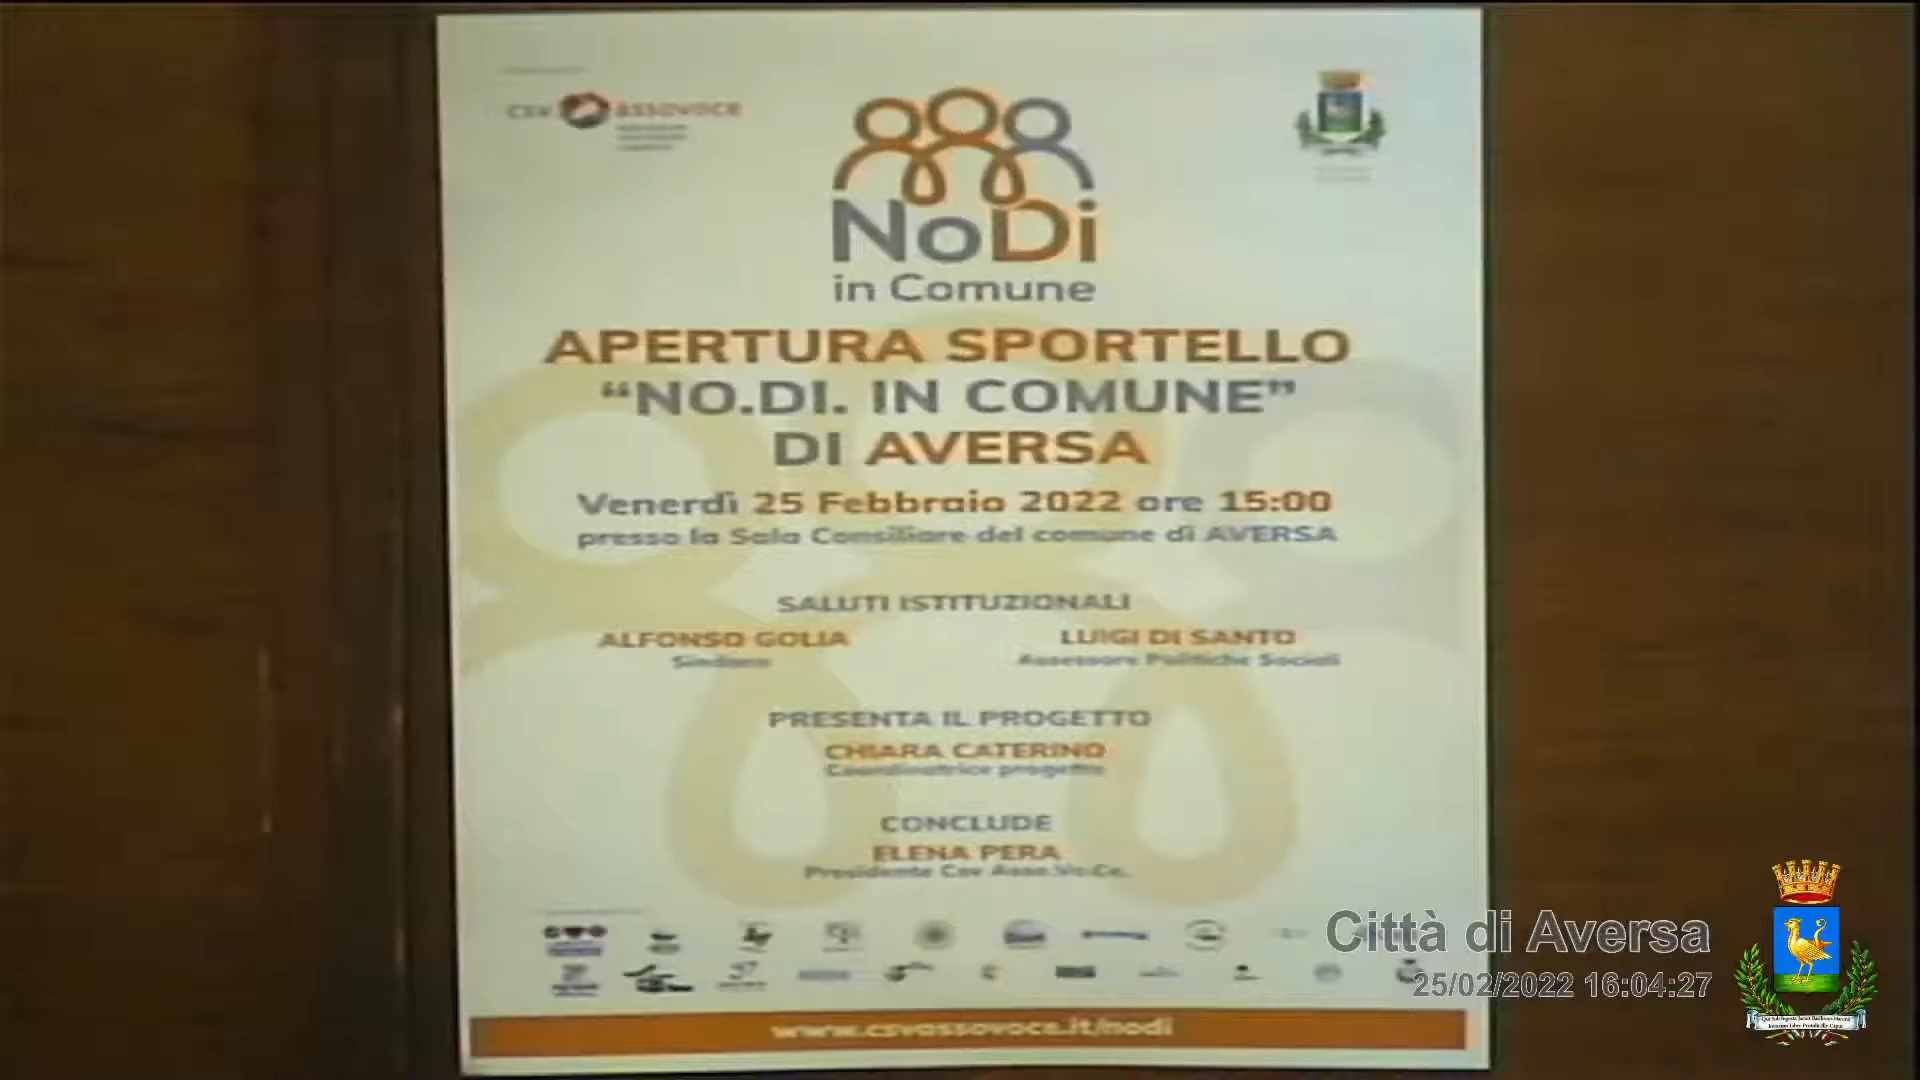 CSV assovoce
NoDi
in Comune
APERTURA SPORTELLO
“NO.DI. IN COMUNE”
DI AVERSA
Venerdì 25 Febbraio 2022 ore 15:00
presso la Sala Consiliare del comune di AVERSA
SALUTI ISTITUZIONALI
ALFONSO GOLIA
Sindaco
LUIGI DI SANTO
Assessore Politiche Sociali
PRESENTA IL PROGETTO
CHIARA CATERINO
Coordinatrice progetto
CONCLUDE
ELENA PERA
Presidente Csv Asso.Vo.Ce.
www.csvassovoce.it/nodi
Città di Aversa
25/02/2022 16:04:27